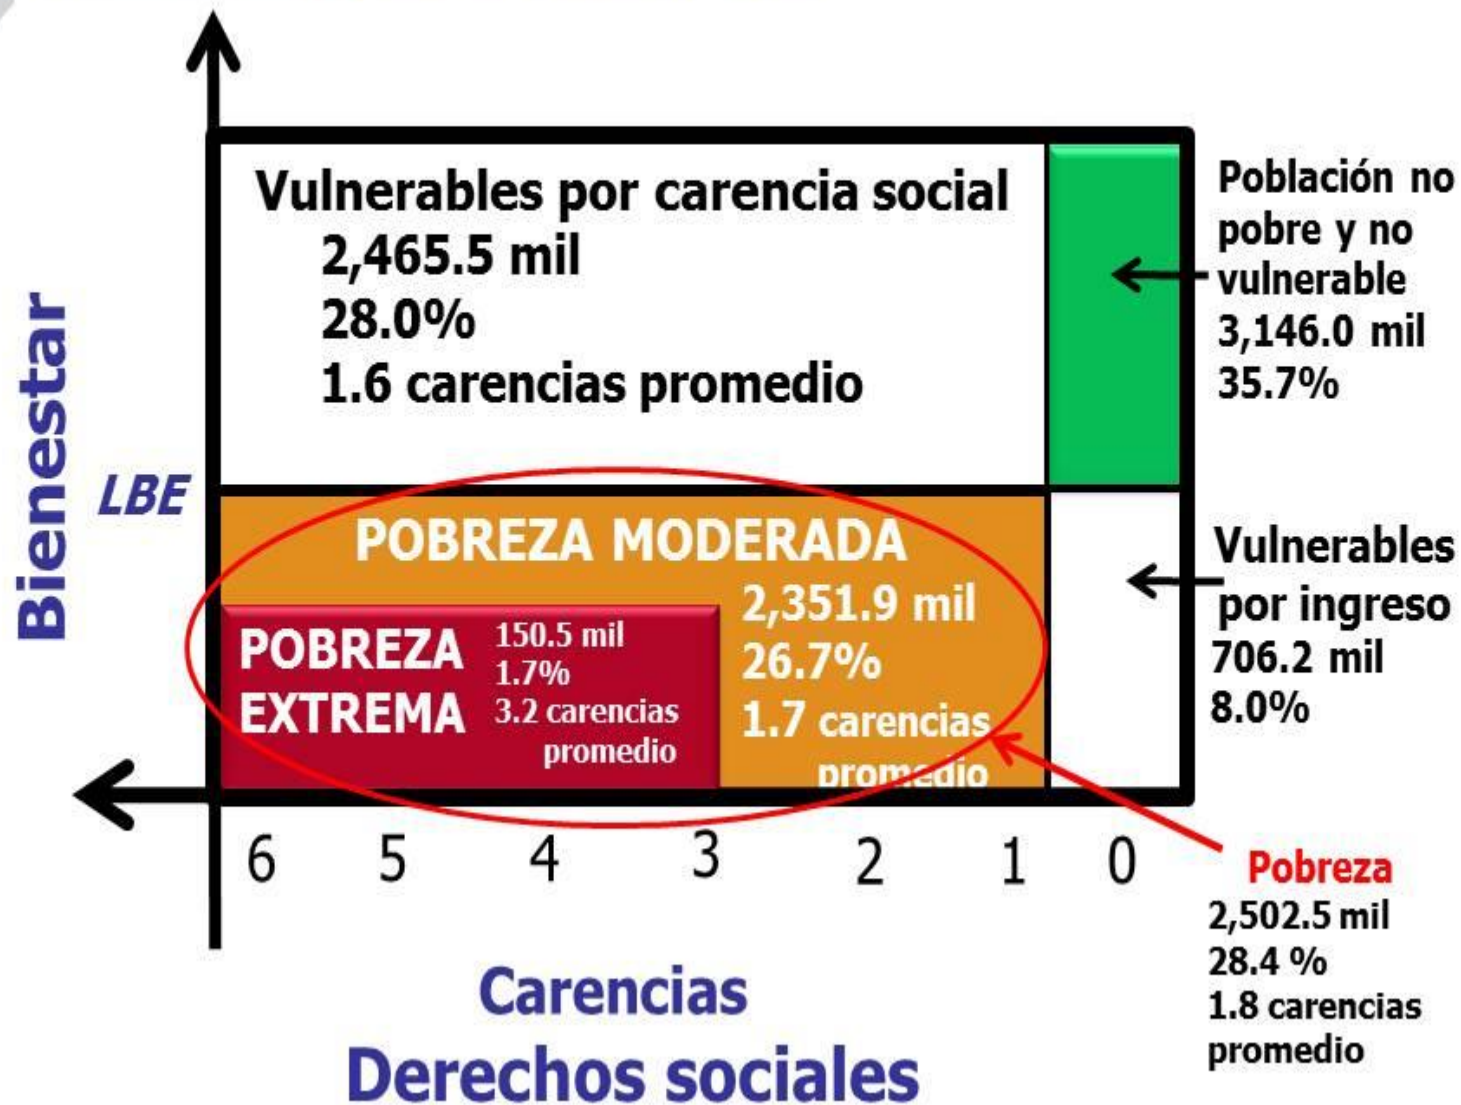 Vulnerables por carencia social
2,465.5 mil
28.0%
1.6 carencias promedio
Población no
pobre y no
vulnerable
3,146.0 mil
35.7%
Bienestar
LBE
POBREZA MODERADA
2,351.9 mil
26.7%
1.7 carencias
promedio
POBREZA
EXTREMA
150.5 mil
1.7%
3.2 carencias
promedio
Vulnerables
por ingreso
706.2 mil
8.0%
6 5 4 3 2 1 0
Pobreza
2,502.5 mil
28.4 %
1.8 carencias
promedio
Carencias
Derechos sociales